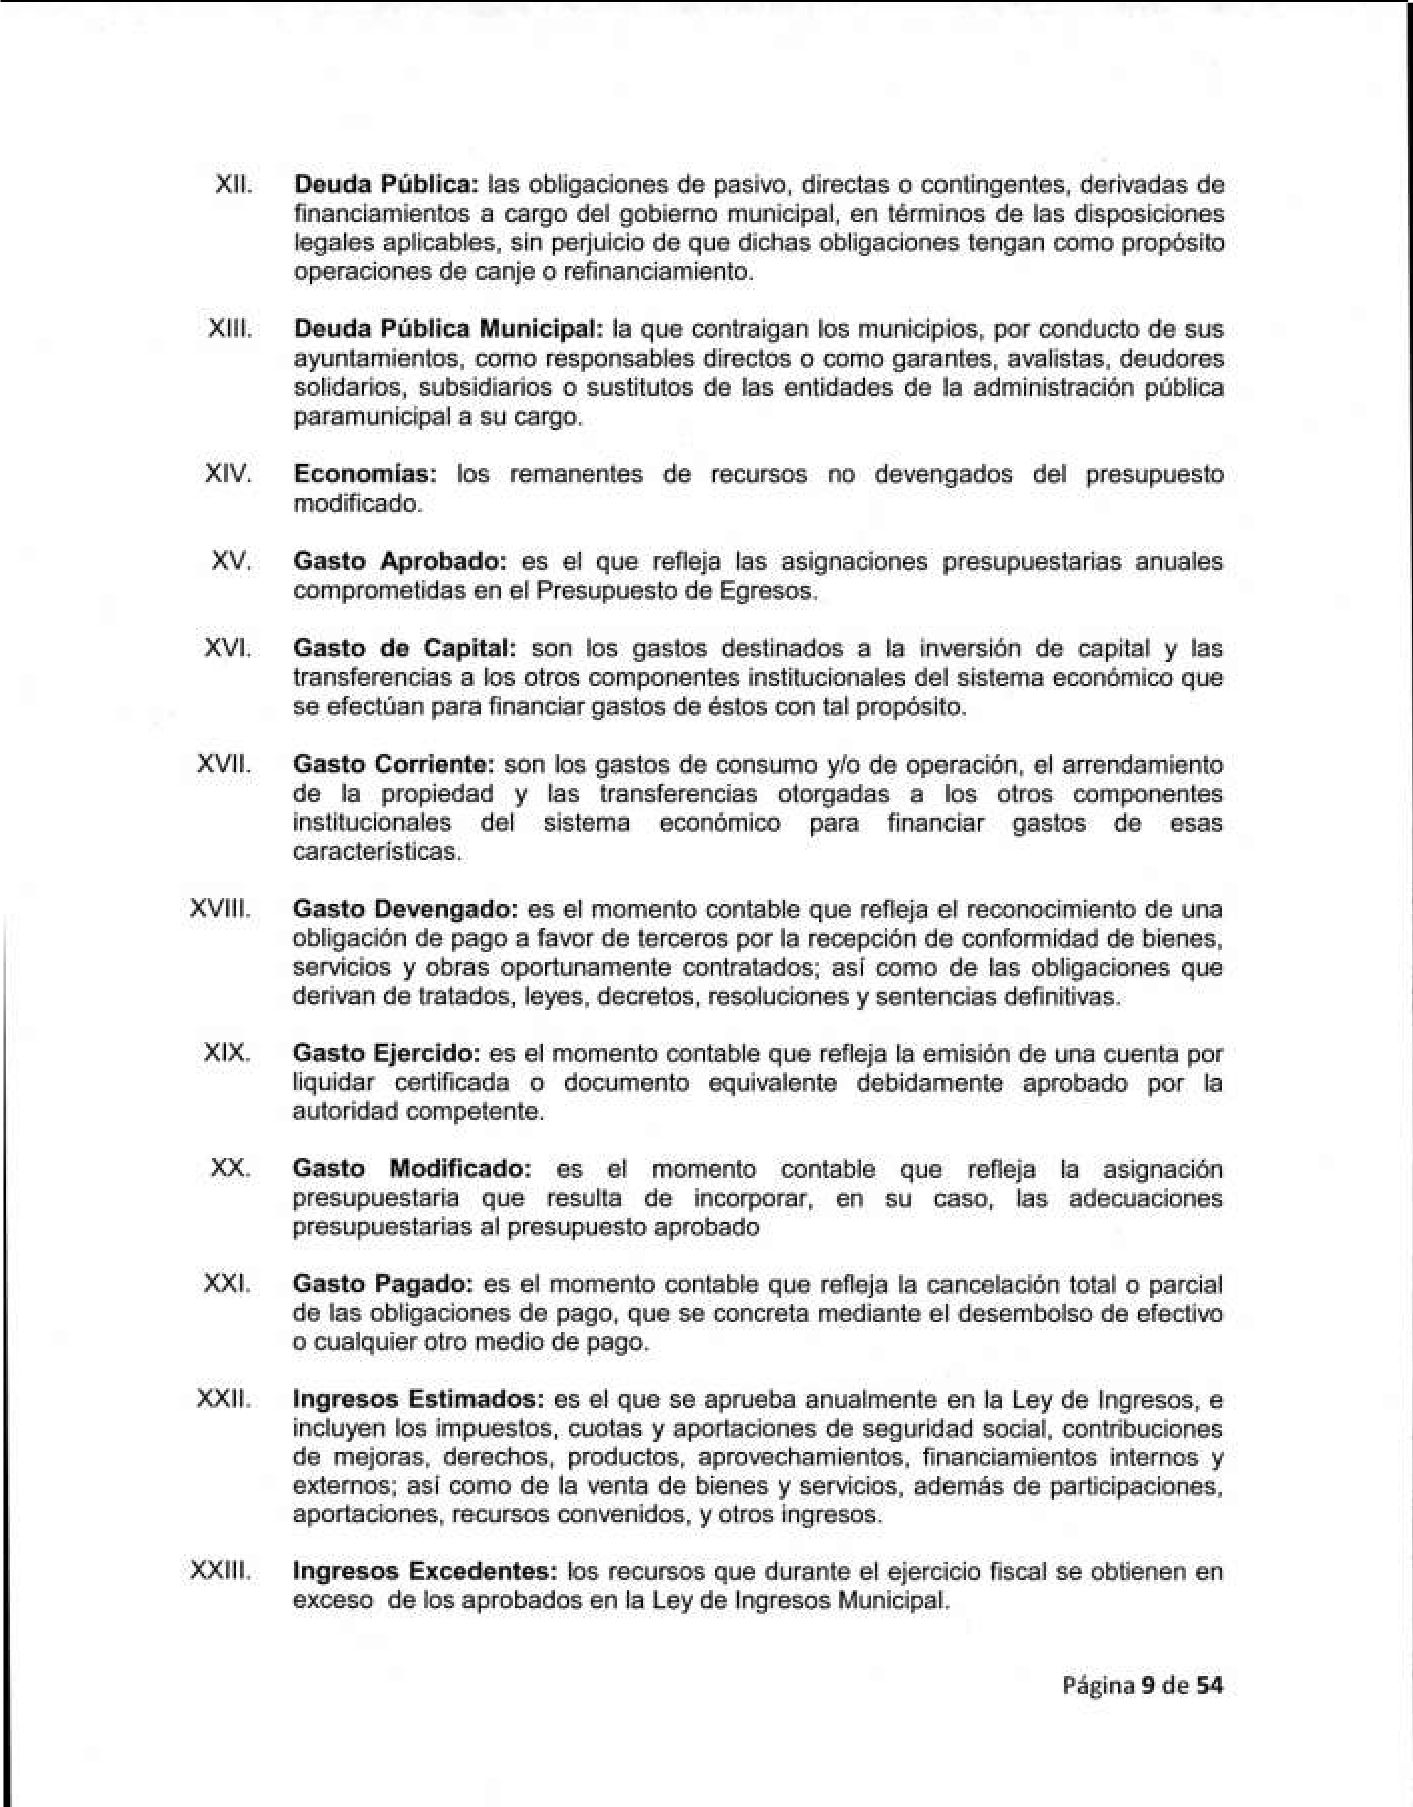 XII. Deuda Pública: las obligaciones de pasivo, directas o contingentes, derivadas de
financiamientos a cargo del gobierno municipal, en términos de las disposiciones
legales aplicables, sin perjuicio de que dichas obligaciones tengan como propósito
operaciones de canje o refinanciamiento.
XIII. Deuda Pública Municipal: la que contraigan los municipios, por conducto de sus
ayuntamientos, como responsables directos o como garantes, avalistas, deudores
solidarios, subsidiarios o sustitutos de las entidades de la administración pública
paramunicipal a su cargo.
XIV. Economías: los remanentes de recursos no devengados del presupuesto
modificado.
XV. Gasto Aprobado: es el que refleja las asignaciones presupuestarias anuales
comprometidas en el Presupuesto de Egresos.
XVI. Gasto de Capital: son los gastos destinados a la inversión de capital y las
transferencias a los otros componentes institucionales del sistema económico que
se efectúan para financiar gastos de éstos con tal propósito.
XVII. Gasto Corriente: son los gastos de consumo y/o de operación, el arrendamiento
de la propiedad y las transferencias otorgadas a los otros componentes
institucionales del sistema económico para financiar gastos de esas
características.
XVIII. Gasto Devengado: es el momento contable que refleja el reconocimiento de una
obligación de pago a favor de terceros por la recepción de conformidad de bienes,
servicios y obras oportunamente contratados; así como de las obligaciones que
derivan de tratados, leyes, decretos, resoluciones y sentencias definitivas.
XIX. Gasto Ejercido: es el momento contable que refleja la emisión de una cuenta por
liquidar certificada o documento equivalente debidamente aprobado por la
autoridad competente.
XX. Gasto Modificado: es el momento contable que refleja la asignación
presupuestaria que resulta de incorporar, en su caso, las adecuaciones
presupuestarias al presupuesto aprobado
XXI. Gasto Pagado: es el momento contable que refleja la cancelación total o parcial
de las obligaciones de pago, que se concreta mediante el desembolso de efectivo
o cualquier otro medio de pago.
XXII. Ingresos Estimados: es el que se aprueba anualmente en la Ley de Ingresos, e
incluyen los impuestos, cuotas y aportaciones de seguridad social, contribuciones
de mejoras, derechos, productos, aprovechamientos, financiamientos internos y
externos; así como de la venta de bienes y servicios, además de participaciones,
aportaciones, recursos convenidos, y otros ingresos.
XXIII. Ingresos Excedentes: los recursos que durante el ejercicio fiscal se obtienen en
exceso de los aprobados en la Ley de Ingresos Municipal.
Página 9 de 54